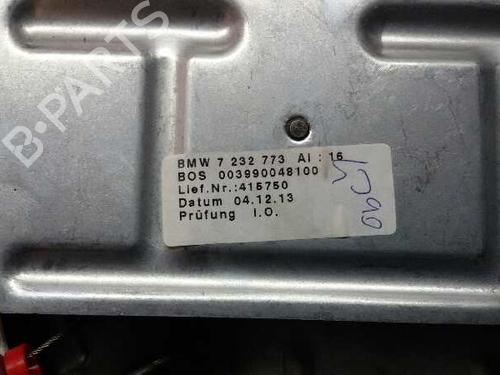 B-PARTS
BMW 7 232 773 AI : 16
BOS 003990048100
Lief.Nr.:415750
Datum 04.12.13
Prüfung I.O.